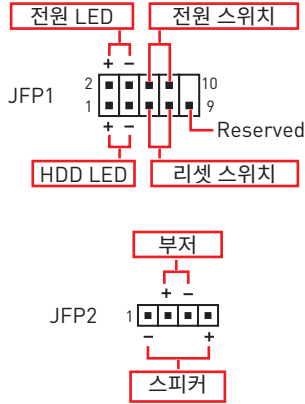 전원 LED 전원 스위치
+ −
2 10
JFP1
1 9
+ −
Reserved
HDD LED 리셋 스위치
부저
+ −
JFP2 1
− +
스피커